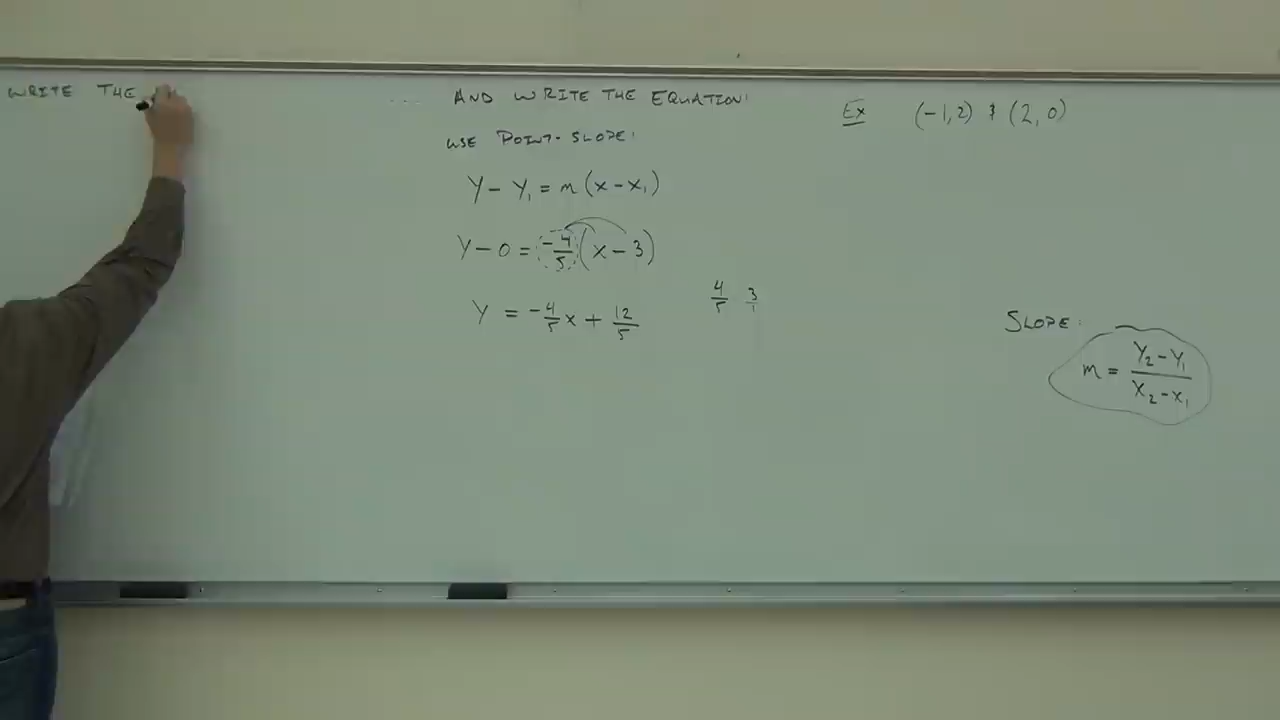 WRITE THE
... AND WRITE THE EQUATION:
USE POINT-SLOPE:
Y - Y₁ = m(x - x₁)
Y - 0 = -4/5(x - 3)
Y = -4/5x + 12/5
4/5 3/1
Ex (-1,2) & (2,0)
SLOPE:
m = Y₂ - Y₁ / X₂ - X₁